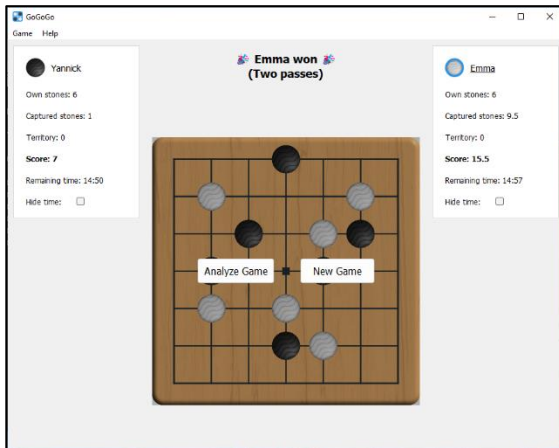 GoGoGo
Game Help
Yannick
Own stones: 6
Captured stones: 1
Territory: 0
Score: 7
Remaining time: 14:50
Hide time:
🎉 Emma won 🎉
(Two passes)
Emma
Own stones: 6
Captured stones: 9.5
Territory: 0
Score: 15.5
Remaining time: 14:57
Hide time:
Analyze Game
New Game